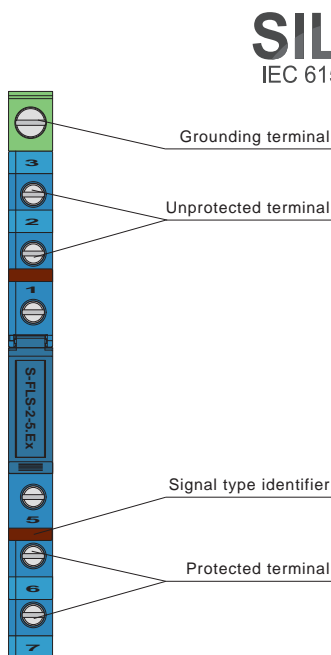 SIL
IEC 615
Grounding terminal
3
Unprotected terminal
2
1
S-FLS-2-5.Ex
Signal type identifier
5
Protected terminal
6
7